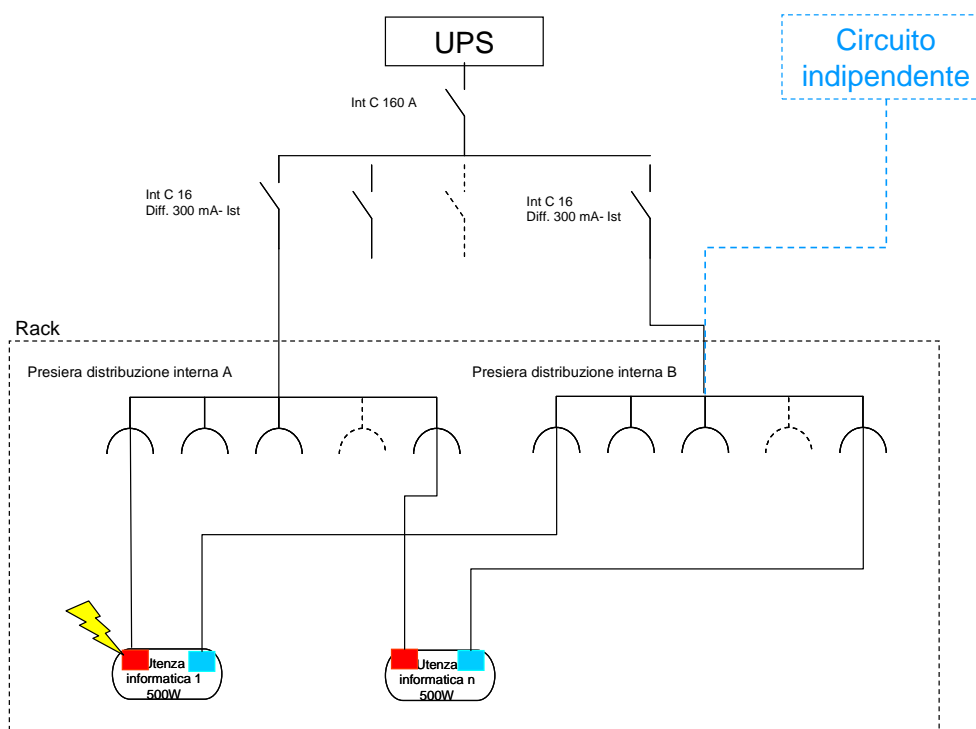 UPS
Circuito
indipendente
Int C 160 A
Int C 16
Diff. 300 mA- Ist
Int C 16
Diff. 300 mA- Ist
Rack
Presiera distribuzione interna A
Presiera distribuzione interna B
Utenza
informatica 1
500W
Utenza
informatica n
500W